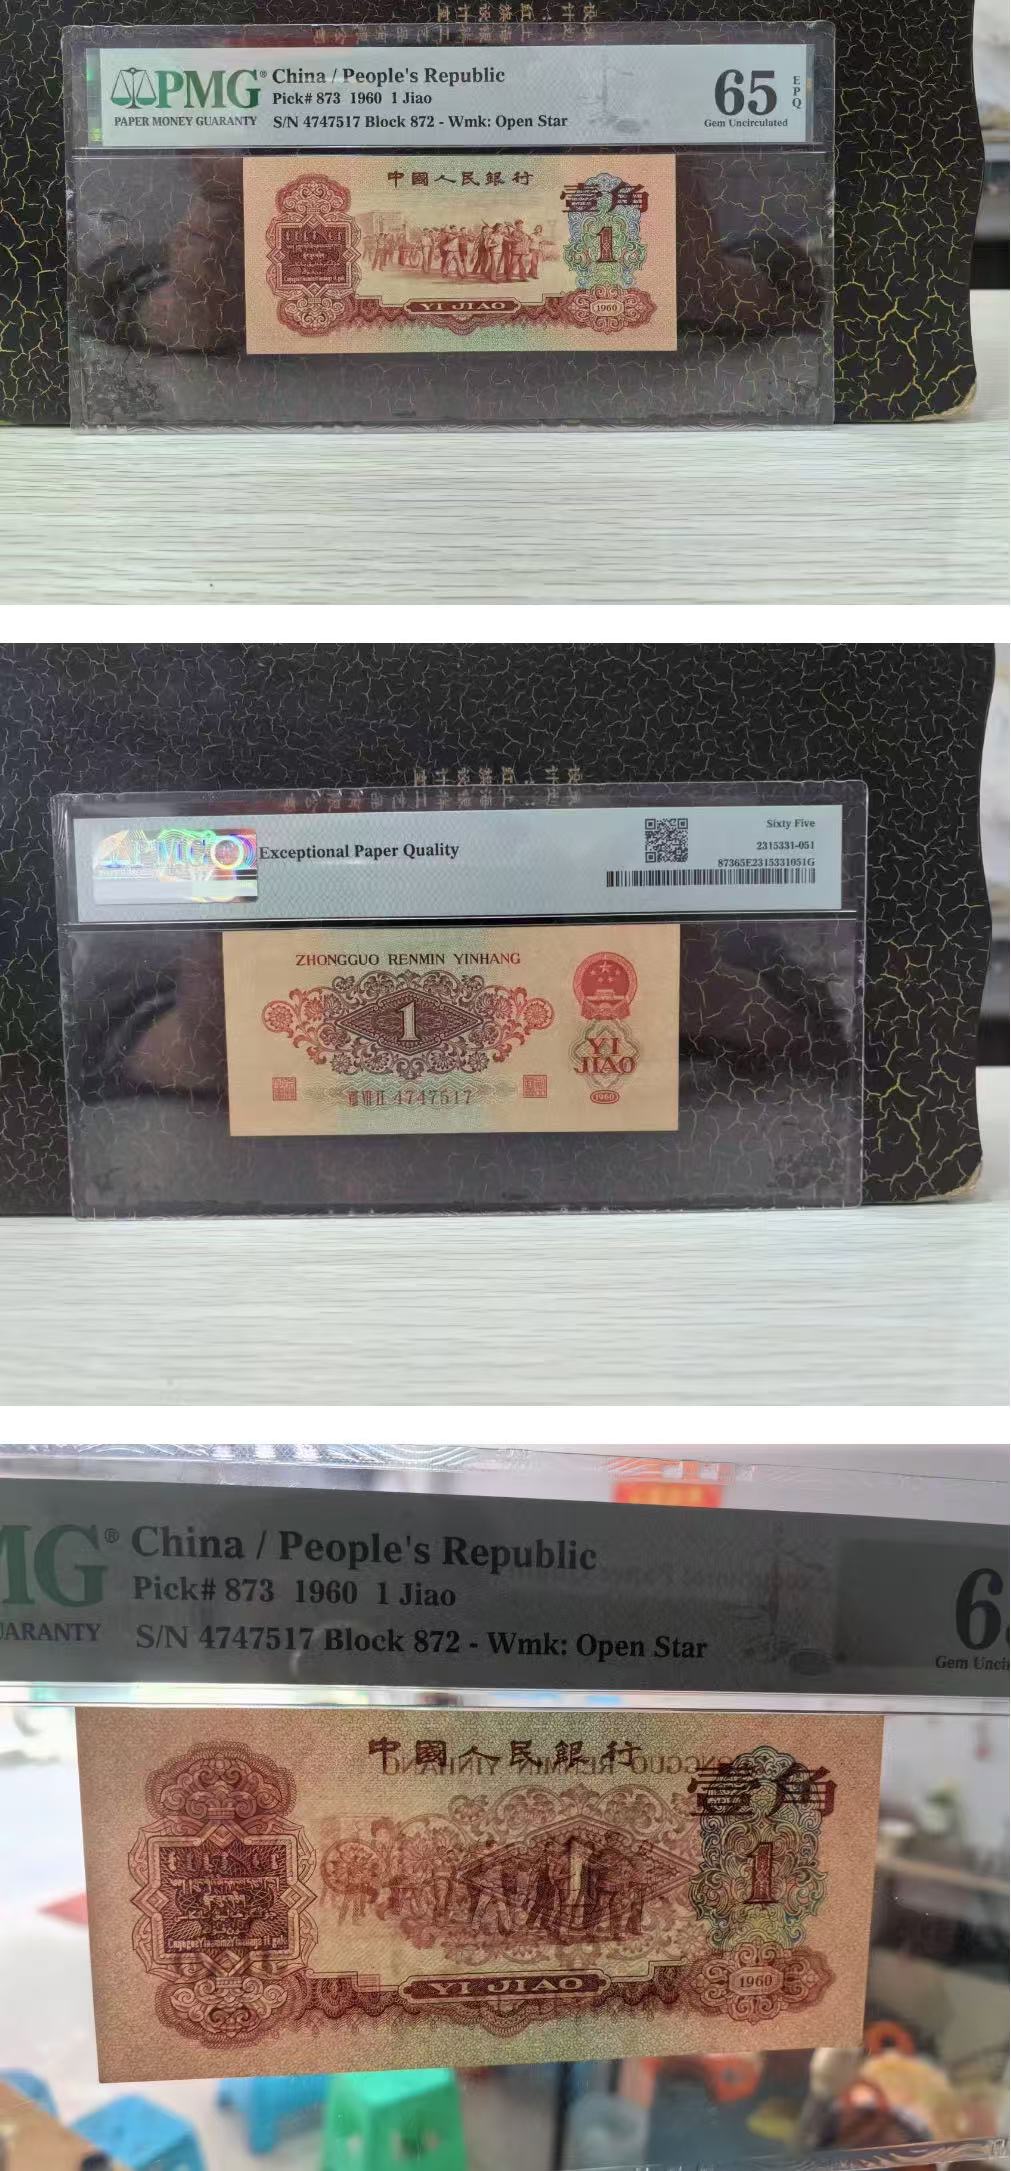 PMG® China / People's Republic
Pick# 873 1960 1 Jiao
PAPER MONEY GUARANTY S/N 4747517 Block 872 - Wmk: Open Star
65 EPQ
Gem Uncirculated
中國人民銀行
壹角
1
YI JIAO
1960
PMG
Exceptional Paper Quality
Sixty Five
2315331-051
87365E2315331051G
ZHONGGUO RENMIN YINHANG
1
YI
JIAO
4747517
1960
MG® China / People's Republic
Pick# 873 1960 1 Jiao
UARANTY S/N 4747517 Block 872 - Wmk: Open Star
6
Gem Unci
中國人民銀行
壹角
1
YI JIAO
1960